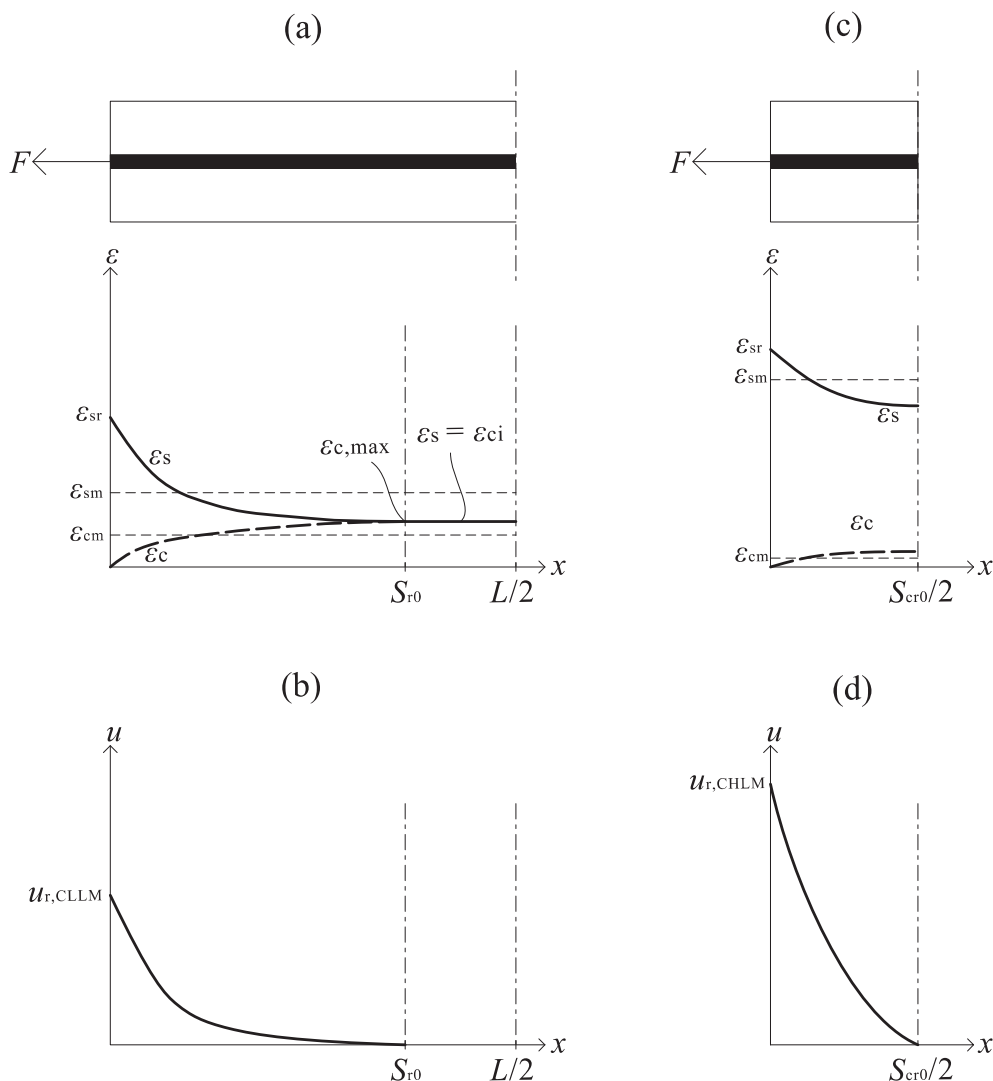 (a)
F
ε
εsr
εs
εc,max
εs = εci
εsm
εcm
εc
x
Sr0
L/2
(c)
F
ε
εsr
εsm
εs
εc
εcm
x
Scr0/2
(b)
u
ur,CLLM
x
Sr0
L/2
(d)
u
ur,CHLM
x
Scr0/2